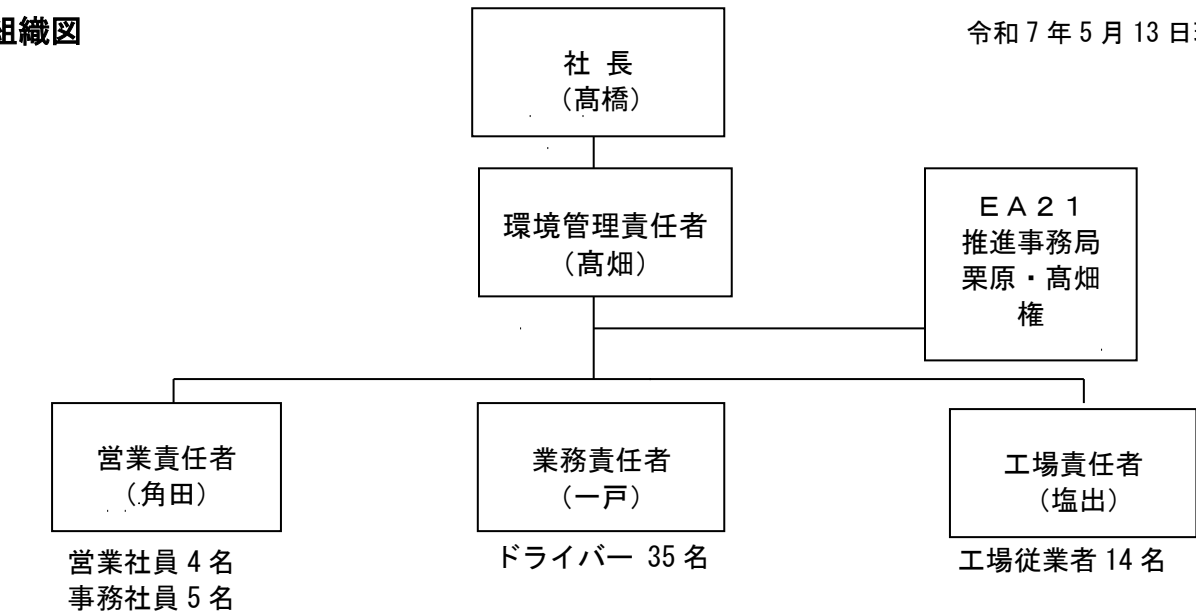 組織図
令和7年5月13日
社 長
（髙橋）
環境管理責任者
（髙畑）
ＥＡ２１
推進事務局
栗原・髙畑
権
営業責任者
（角田）
業務責任者
（一戸）
工場責任者
（塩出）
営業社員4名
事務社員5名
ドライバー 35名
工場従業者14名